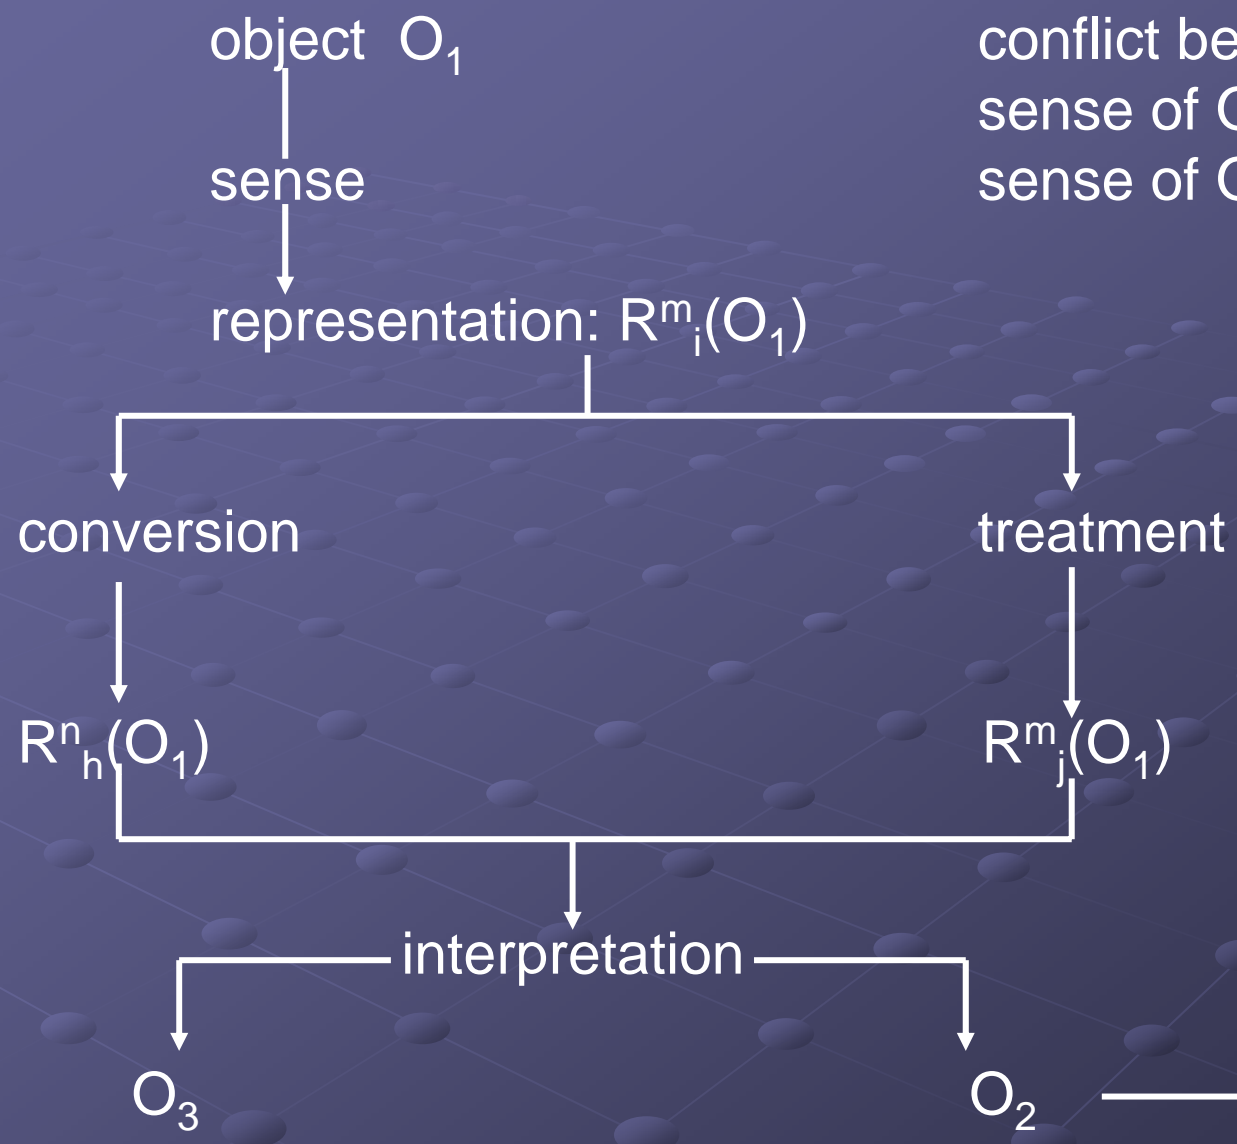 object O₁
conflict be
sense of
sense of
sense
representation: Rᵐᵢ(O₁)
conversion
treatment
Rⁿₕ(O₁)
Rᵐⱼ(O₁)
interpretation
O₃
O₂